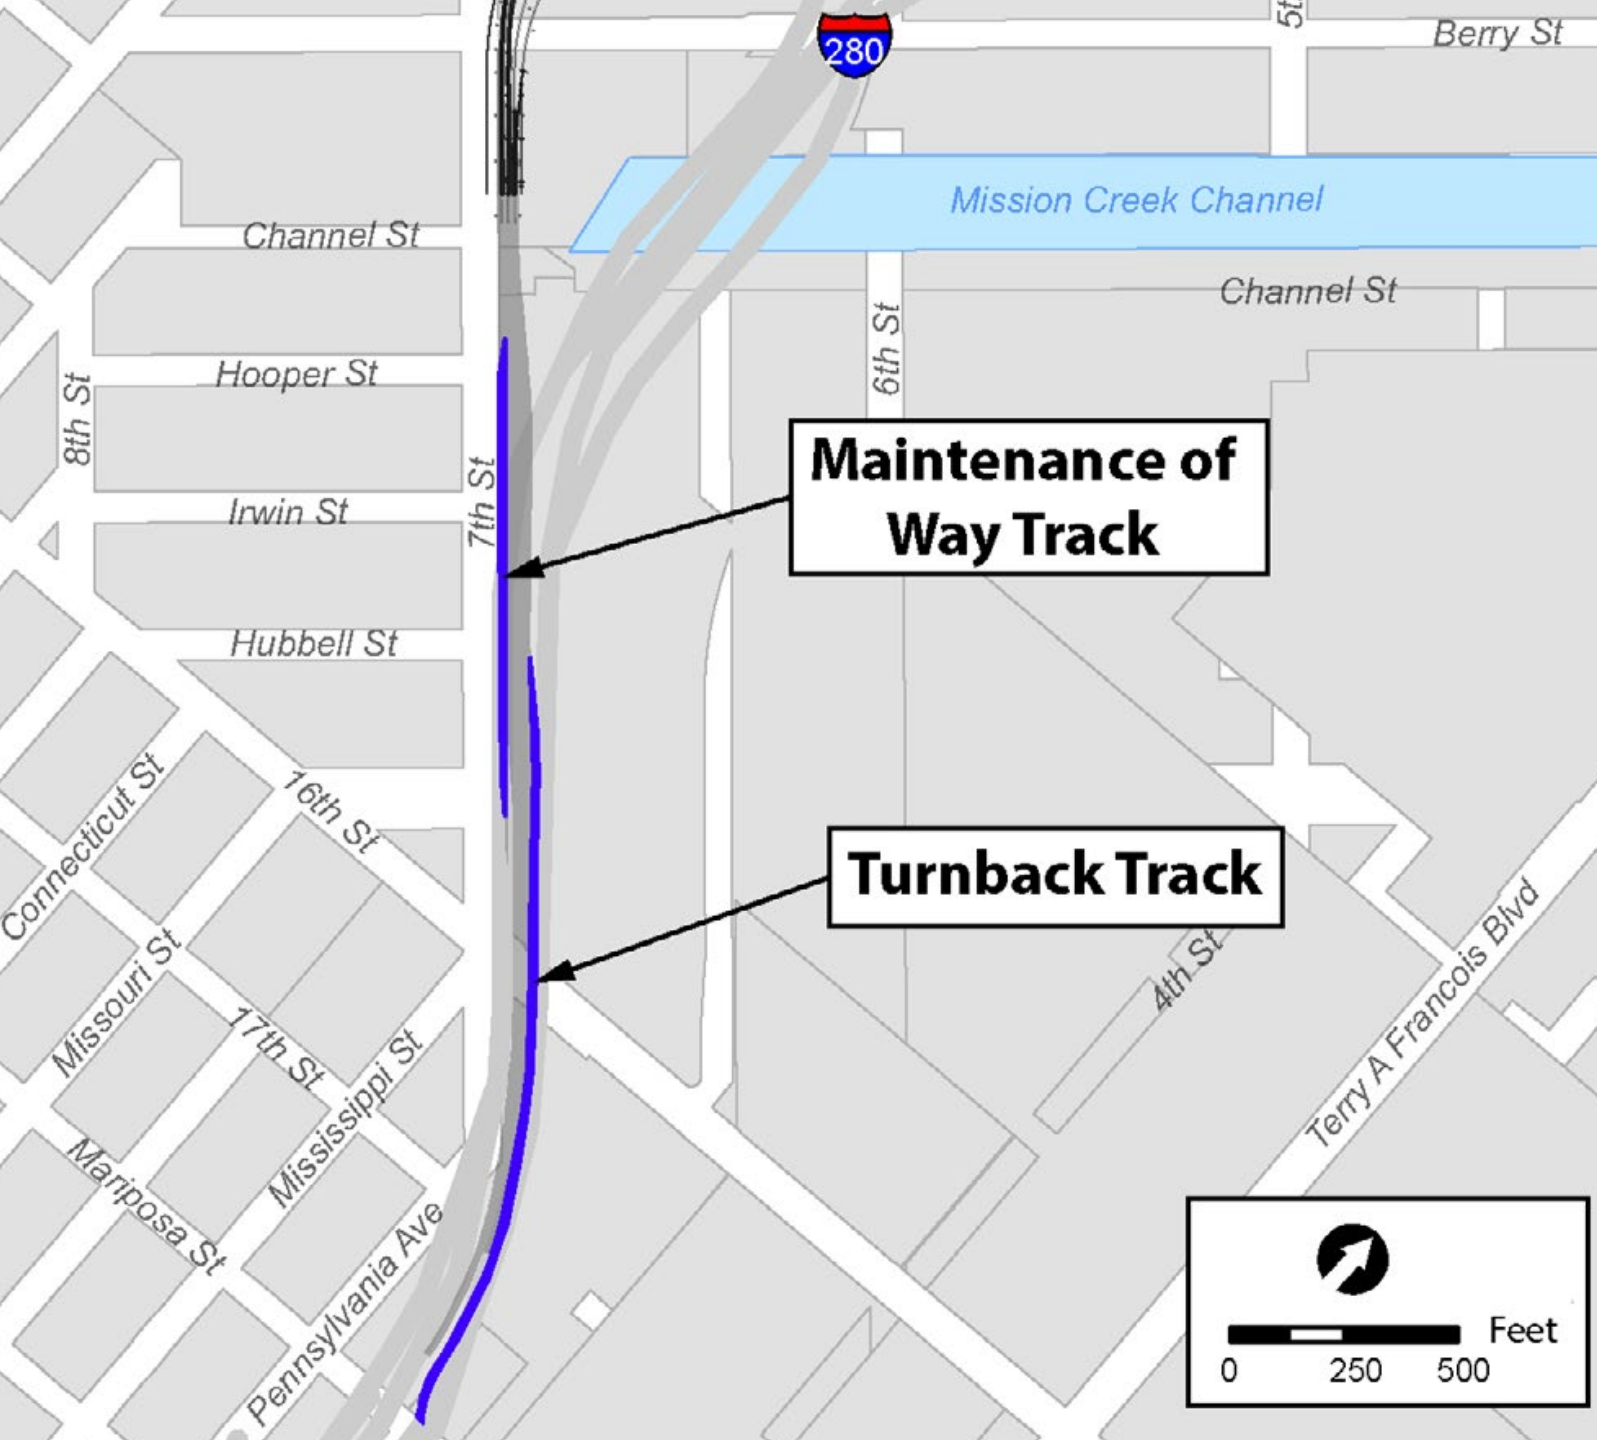 280
5t
Berry St
Mission Creek Channel
Channel St
Channel St
6th St
Hooper St
8th St
Maintenance of
Way Track
7th St
Irwin St
Hubbell St
Connecticut St
16th St
Turnback Track
Missouri St
4th St
Terry A Francois Blvd
17th St
Mississippi St
Mariposa St
Pennsylvania Ave
Feet
0 250 500